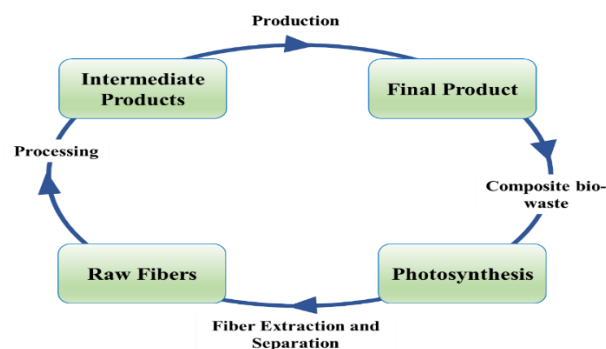 Production
Intermediate
Products
Final Product
Processing
Composite bio-
waste
Raw Fibers
Photosynthesis
Fiber Extraction and
Separation